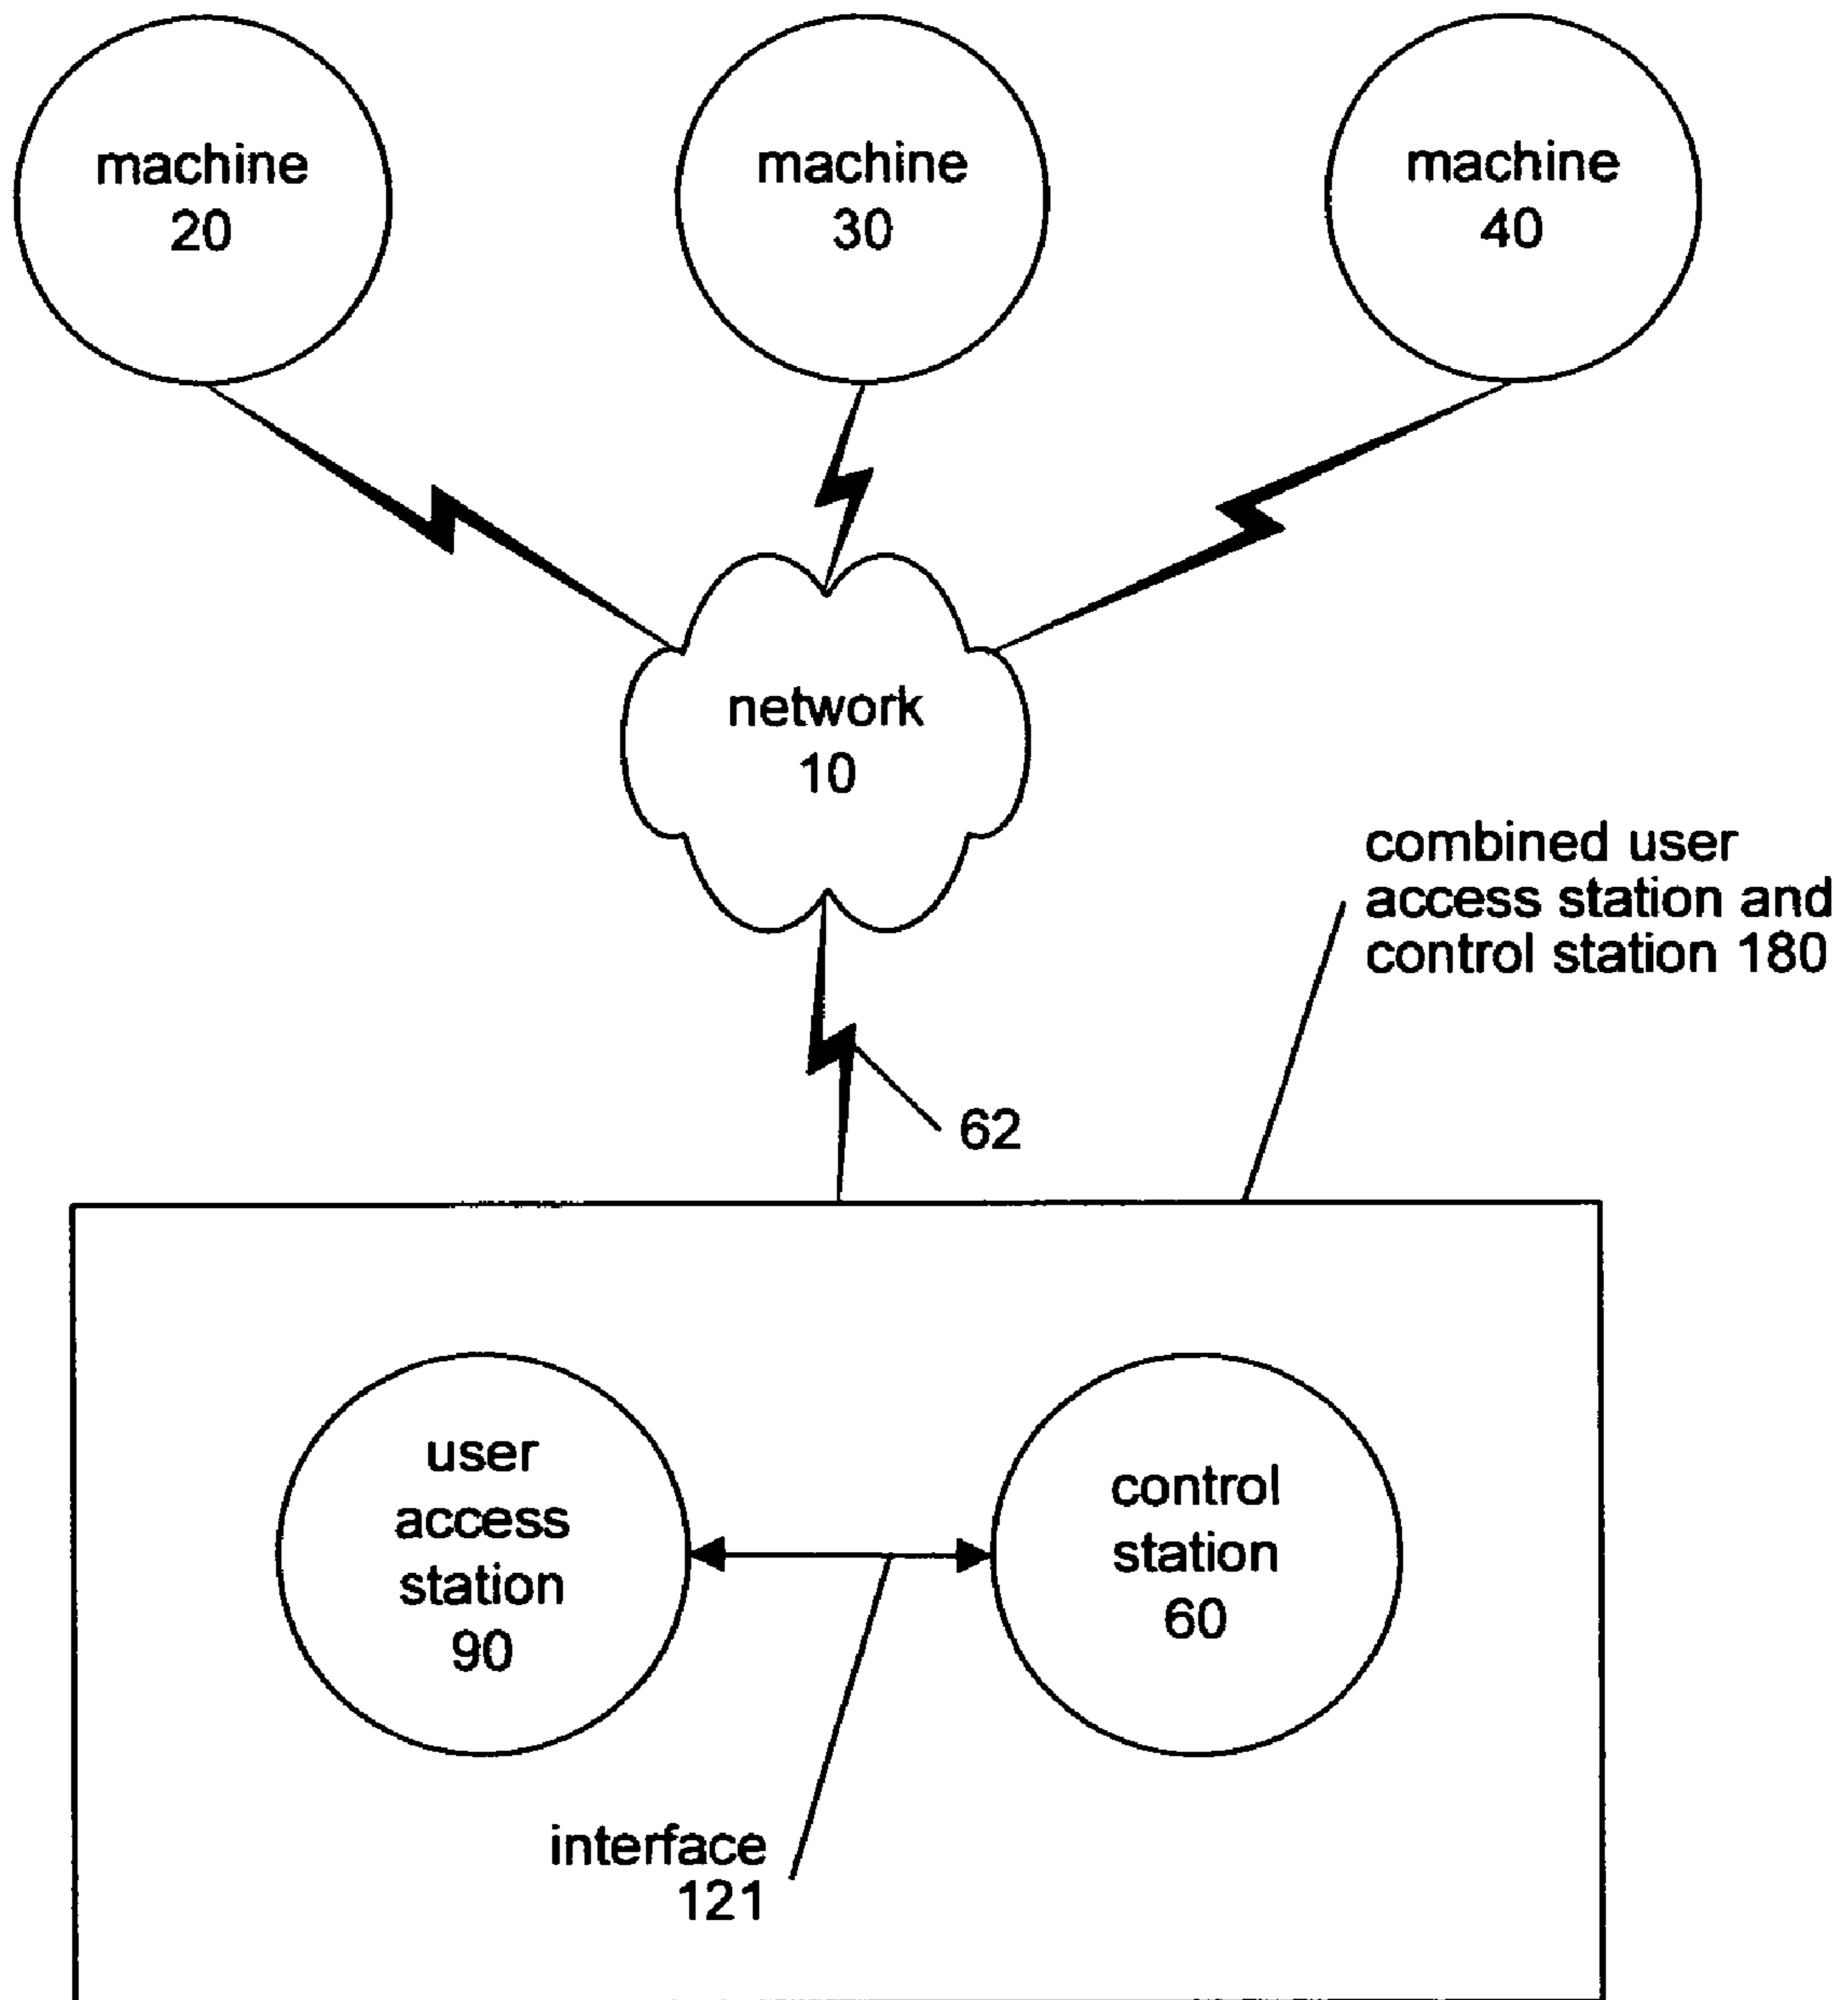 machine
20
machine
30
machine
40
network
10
combined user
access station and
control station 180
62
user
access
station
90
control
station
60
interface
121